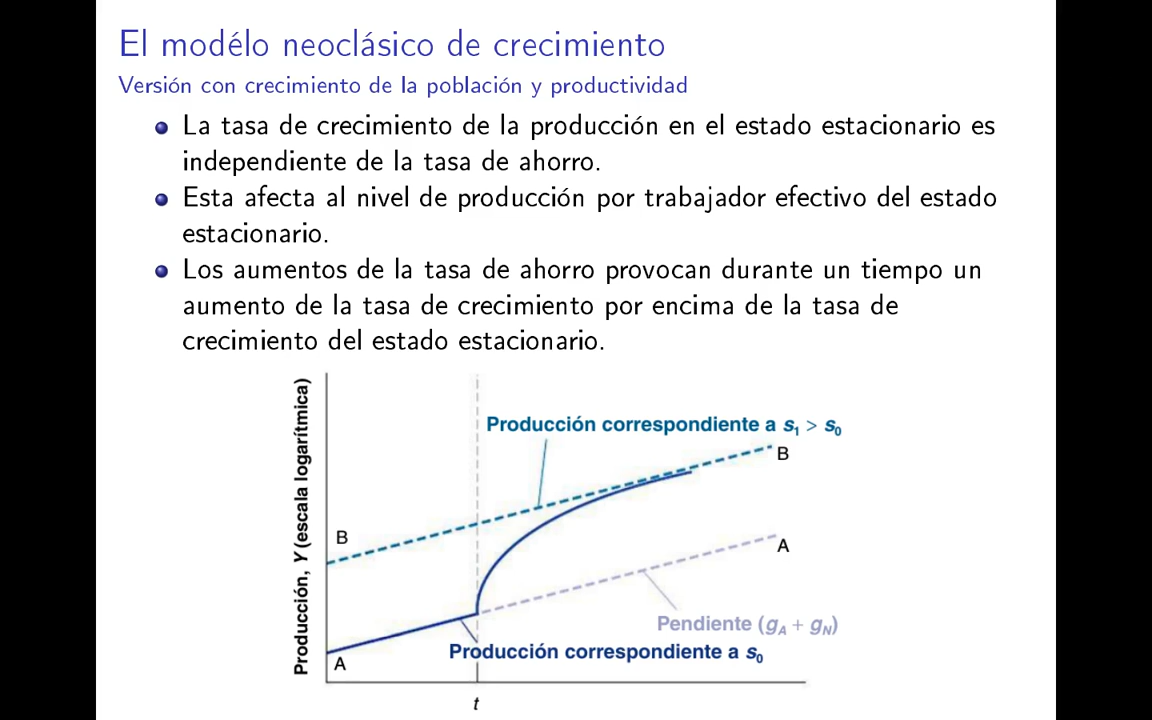 El modélo neoclásico de crecimiento
Versión con crecimiento de la población y productividad
La tasa de crecimiento de la producción en el estado estacionario es
independiente de la tasa de ahorro.
Esta afecta al nivel de producción por trabajador efectivo del estado
estacionario.
Los aumentos de la tasa de ahorro provocan durante un tiempo un
aumento de la tasa de crecimiento por encima de la tasa de
crecimiento del estado estacionario.
Producción, Y (escala logarítmica)
Producción correspondiente a s₁ > s₀
B
B
A
Pendiente (g_A + g_N)
Producción correspondiente a s₀
A
t